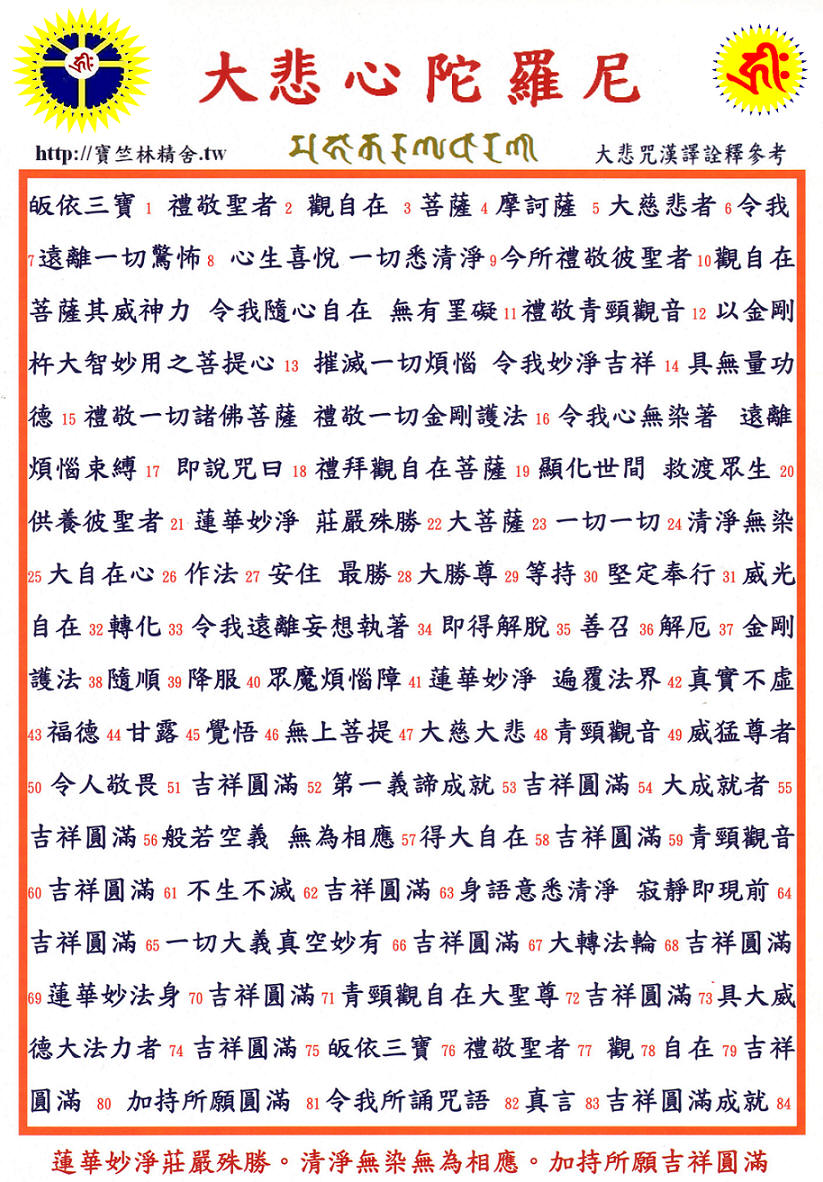 大悲心陀羅尼
http://寶竺林精舍.tw
大悲咒漢譯詮釋參考
皈依三寶 1 禮敬聖者 2 觀自在 3 菩薩 4 摩訶薩 5 大慈悲者 6 令我
7 遠離一切驚怖 8 心生喜悅 一切悉清淨 9 今所禮敬彼聖者 10 觀自在
菩薩其威神力 令我隨心自在 無有罣礙 11 禮敬青頸觀音 12 以金剛
杵大智妙用之菩提心 13 摧滅一切煩惱 令我妙淨吉祥 14 具無量功
德 15 禮敬一切諸佛菩薩 禮敬一切金剛護法 16 令我心無染著 遠離
煩惱束縛 17 即說咒曰 18 禮拜觀自在菩薩 19 顯化世間 救渡眾生 20
供養彼聖者 21 蓮華妙淨 莊嚴殊勝 22 大菩薩 23 一切一切 24 清淨無染
25 大自在心 26 作法 27 安住 最勝 28 大勝尊 29 等持 30 堅定奉行 31 威光
自在 32 轉化 33 令我遠離妄想執著 34 即得解脫 35 善召 36 解厄 37 金剛
護法 38 隨順 39 降服 40 眾魔煩惱障 41 蓮華妙淨 遍覆法界 42 真實不虛
43 福德 44 甘露 45 覺悟 46 無上菩提 47 大慈大悲 48 青頸觀音 49 威猛尊者
50 令人敬畏 51 吉祥圓滿 52 第一義諦成就 53 吉祥圓滿 54 大成就者 55
吉祥圓滿 56 般若空義 無為相應 57 得大自在 58 吉祥圓滿 59 青頸觀音
60 吉祥圓滿 61 不生不滅 62 吉祥圓滿 63 身語意悉清淨 寂靜即現前 64
吉祥圓滿 65 一切大義真空妙有 66 吉祥圓滿 67 大轉法輪 68 吉祥圓滿
69 蓮華妙法身 70 吉祥圓滿 71 青頸觀自在大聖尊 72 吉祥圓滿 73 具大威
德大法力者 74 吉祥圓滿 75 皈依三寶 76 禮敬聖者 77 觀 78 自在 79 吉祥
圓滿 80 加持所願圓滿 81 令我所誦咒語 82 真言 83 吉祥圓滿成就 84
蓮華妙淨莊嚴殊勝。清淨無染無為相應。加持所願吉祥圓滿